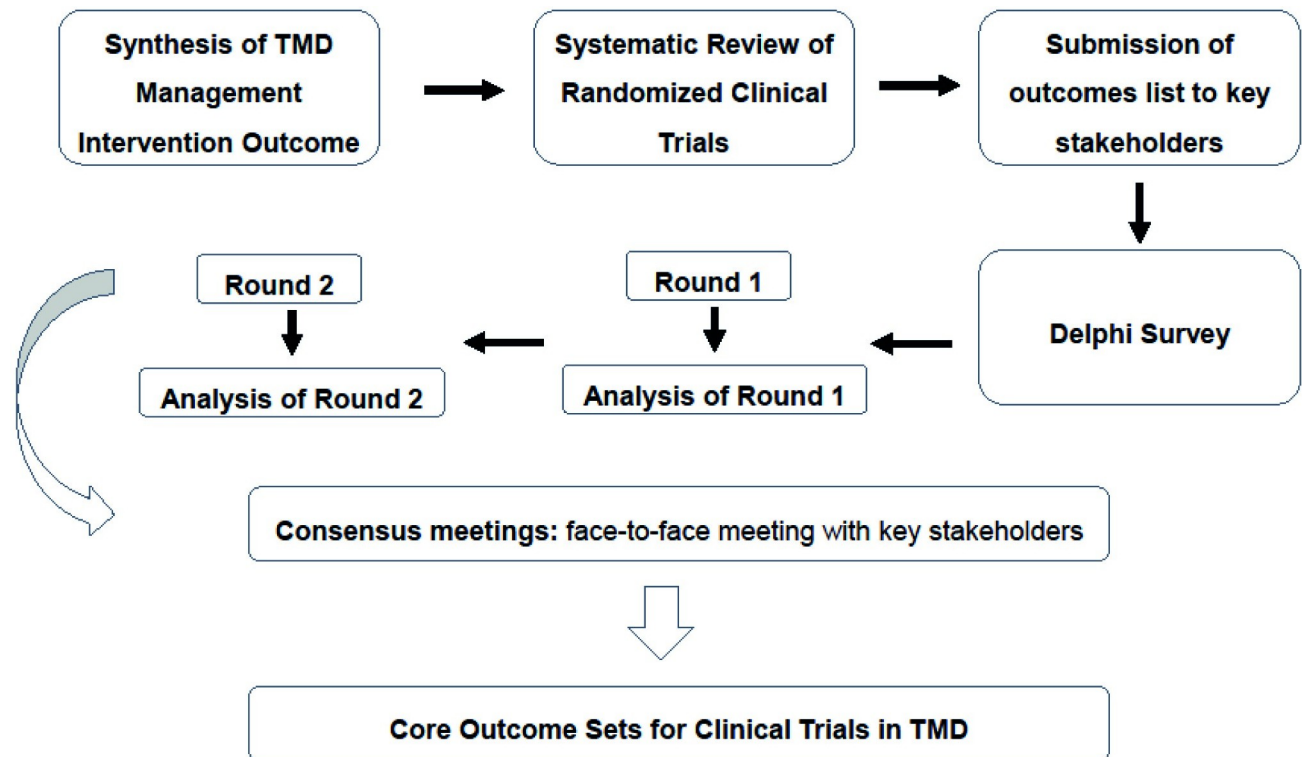 Synthesis of TMD
Management
Intervention Outcome
Systematic Review of
Randomized Clinical
Trials
Submission of
outcomes list to key
stakeholders
Delphi Survey
Round 1
Analysis of Round 1
Round 2
Analysis of Round 2
Consensus meetings: face-to-face meeting with key stakeholders
Core Outcome Sets for Clinical Trials in TMD